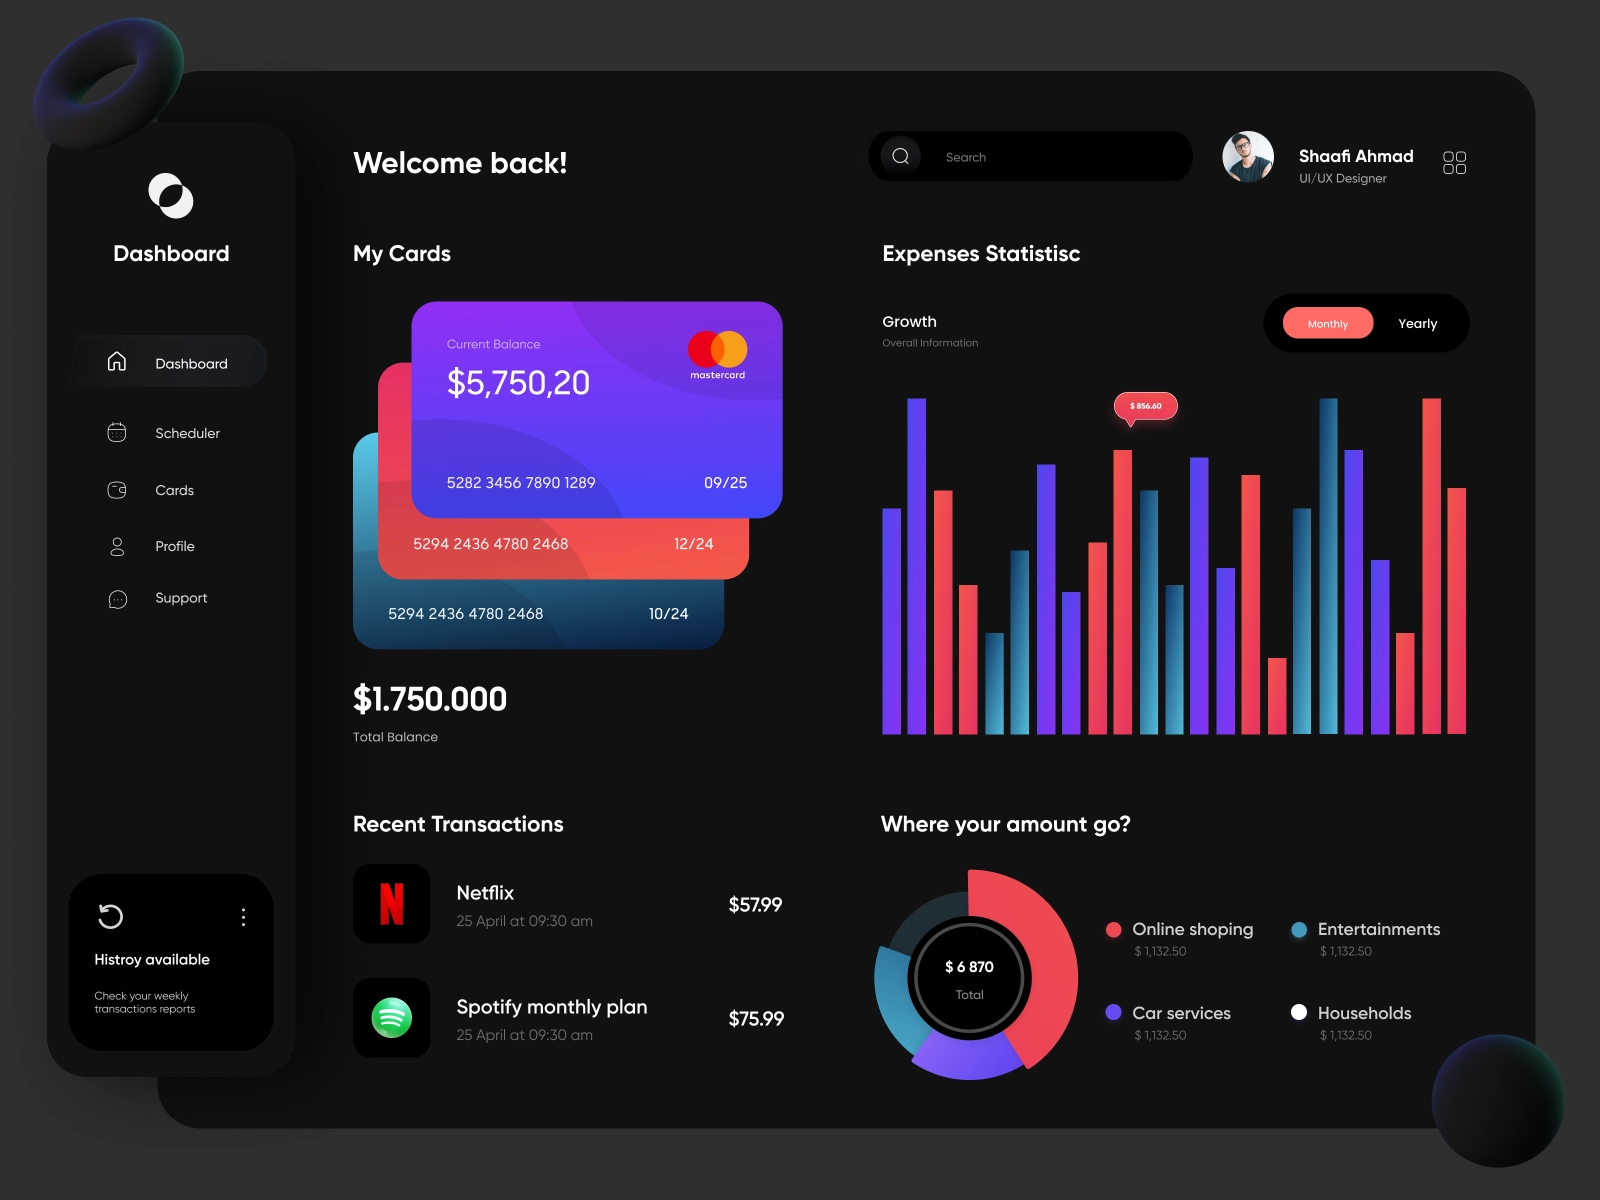 Dashboard
Dashboard
Scheduler
Cards
Profile
Support
Histroy available
Check your weekly
transactions reports
Welcome back!
Search
Shaafi Ahmad
UI/UX Designer
My Cards
Current Balance
$5,750,20
mastercard
5282 3456 7890 1289
09/25
5294 2436 4780 2468
12/24
5294 2436 4780 2468
10/24
$1.750.000
Total Balance
Expenses Statistisc
Growth
Overall Information
Monthly
Yearly
$ 856.60
Recent Transactions
Netflix
25 April at 09:30 am
$57.99
Spotify monthly plan
25 April at 09:30 am
$75.99
Where your amount go?
$ 6 870
Total
Online shoping
$ 1,132.50
Entertainments
$ 1,132.50
Car services
$ 1,132.50
Households
$ 1,132.50